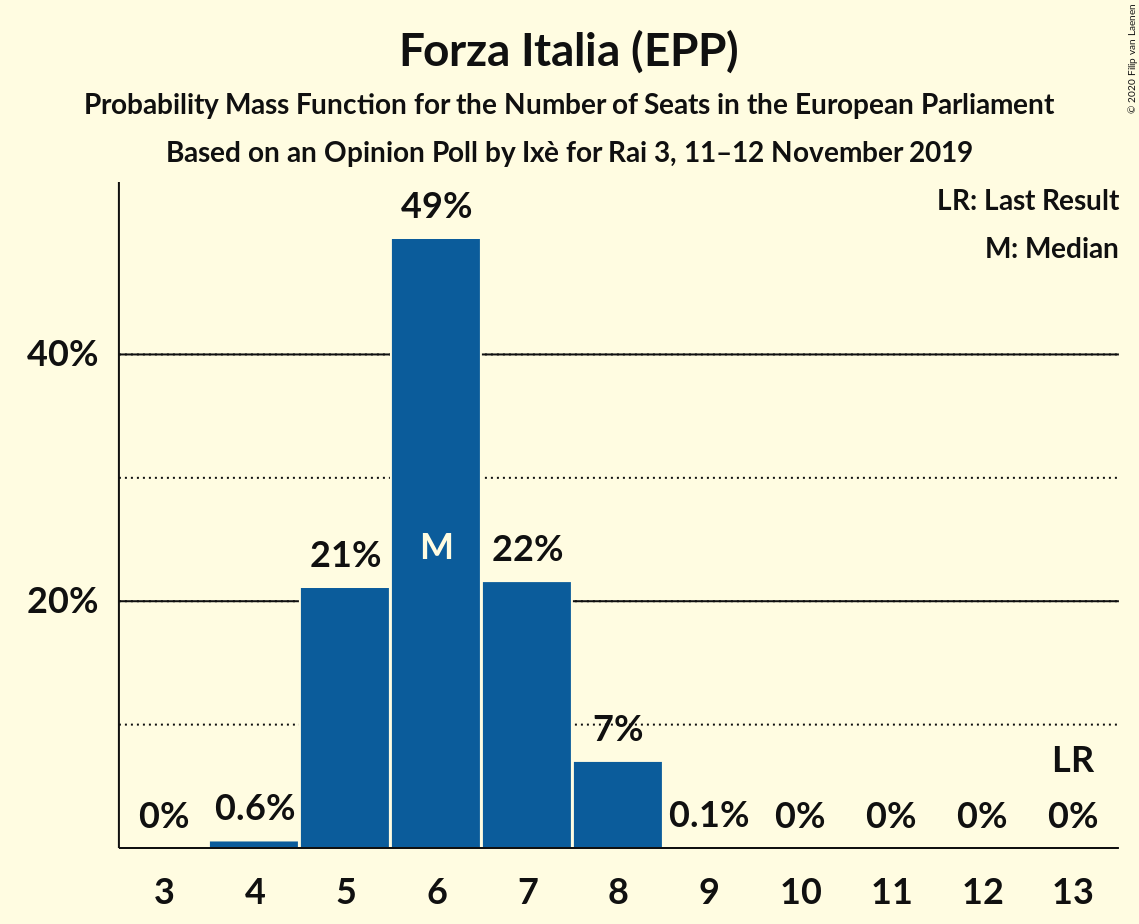 Forza Italia (EPP)
Probability Mass Function for the Number of Seats in the European Parliament
Based on an Opinion Poll by Ixè for Rai 3, 11–12 November 2019
© 2020 Filip van Laenen
LR: Last Result
M: Median
49%
40%
21%
M
22%
20%
7%
LR
0%
0.6%
0.1%
0%
0%
0%
0%
3 4 5 6 7 8 9 10 11 12 13